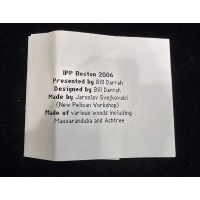 IPP Boston 2006
Presented by Bill Darrah
Designed by Bill Darrah
Made by Jaroslav Svejkovski
(New Pelican Workshop)
Made of various woods including
Massaranduba and Ashtree